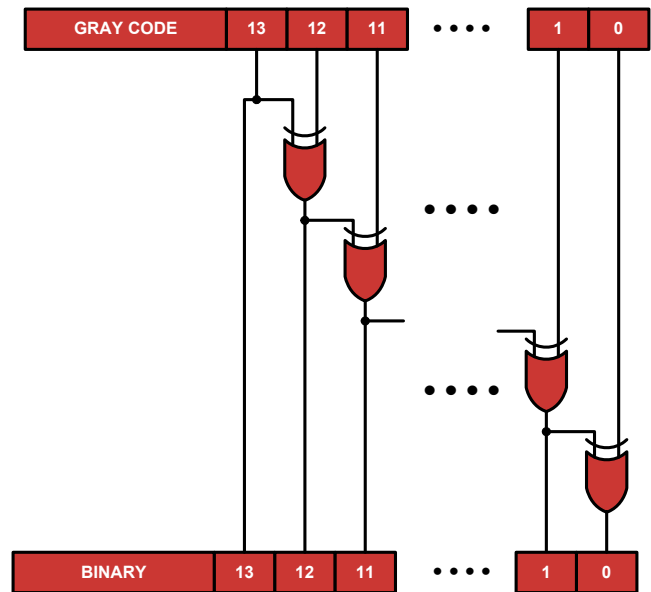 GRAY CODE 13 12 11 •••• 1 0
BINARY 13 12 11 •••• 1 0